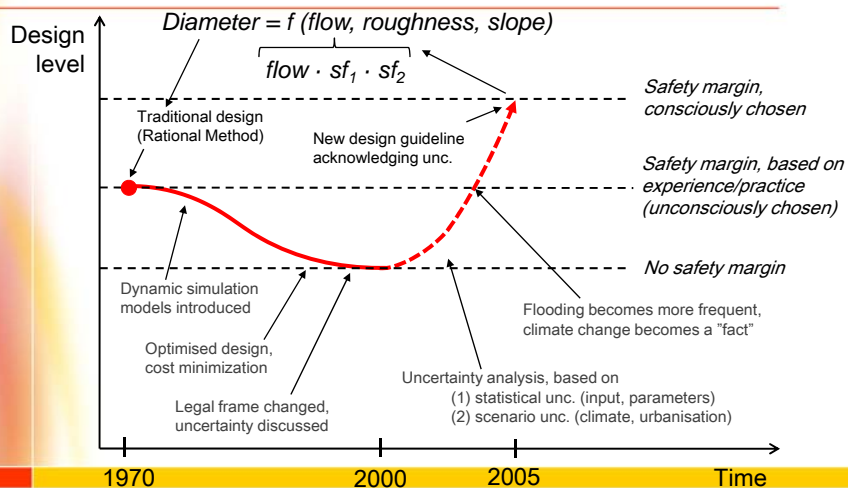 Diameter = f (flow, roughness, slope)
flow · sf₁ · sf₂
Design
level
Traditional design
(Rational Method)
New design guideline
acknowledging unc.
Safety margin,
consciously chosen
Safety margin, based on
experience/practice
(unconsciously chosen)
No safety margin
Dynamic simulation
models introduced
Optimised design,
cost minimization
Legal frame changed,
uncertainty discussed
Flooding becomes more frequent,
climate change becomes a ”fact”
Uncertainty analysis, based on
(1) statistical unc. (input, parameters)
(2) scenario unc. (climate, urbanisation)
1970
2000
2005
Time